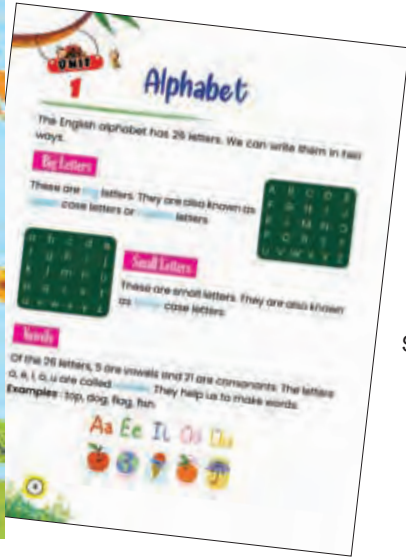 UNIT
1
Alphabet
The English alphabet has 26 letters. We can write them in two
ways.
Big Letters
These are letters. They are also known as
case letters or letters
A B C D E
F G H I J
K L M N O
P Q R S T
U V W X Y Z
a b c d e
f g h i j
k l m n o
p q r s t
u v w x y z
Small Letters
These are small letters. They are also known
as case letters.
Vowels
Of the 26 letters, 5 are vowels and 21 are consonants. The letters
a, e, i, o, u are called They help us to make words.
Examples : top, dog, flag, fish.
Aa Ee Ii Oo Uu